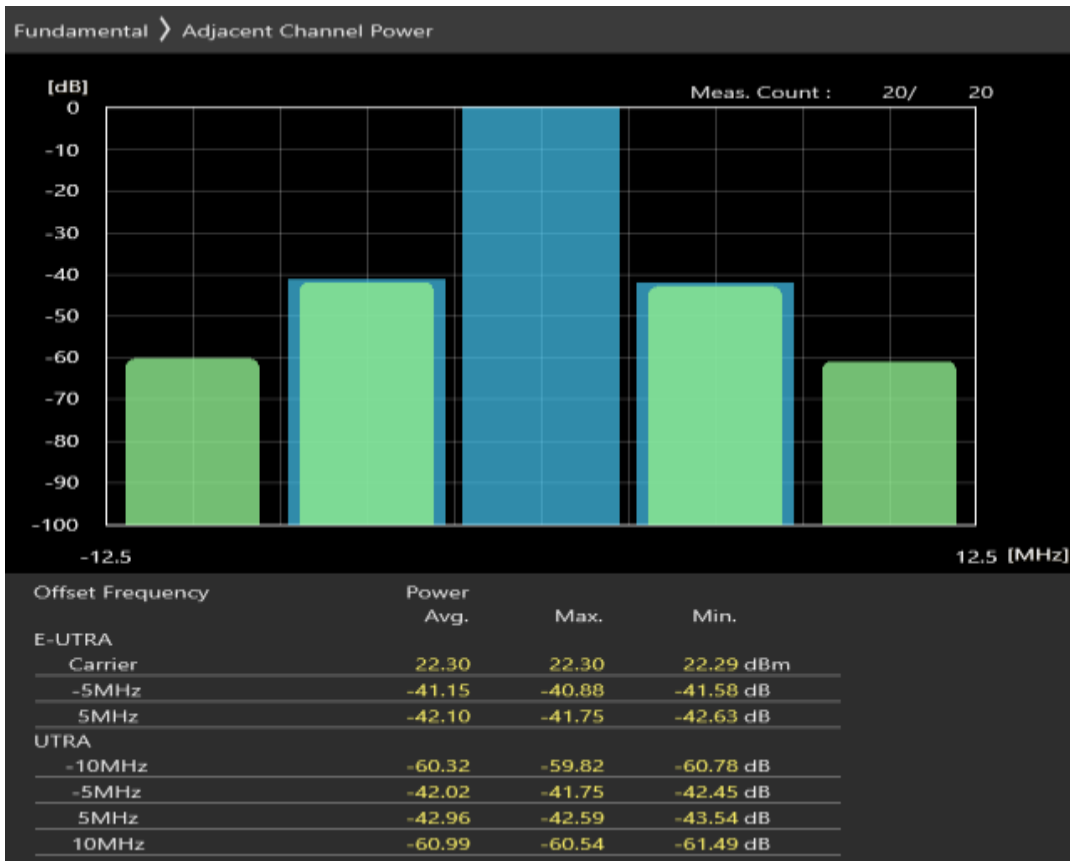 Fundamental 〉 Adjacent Channel Power
[dB]
Meas. Count : 20/ 20
0
-10
-20
-30
-40
-50
-60
-70
-80
-90
-100
-12.5 12.5 [MHz]
Offset Frequency Power
Avg. Max. Min.
E-UTRA
Carrier 22.30 22.30 22.29 dBm
-5MHz -41.15 -40.88 -41.58 dB
5MHz -42.10 -41.75 -42.63 dB
UTRA
-10MHz -60.32 -59.82 -60.78 dB
-5MHz -42.02 -41.75 -42.45 dB
5MHz -42.96 -42.59 -43.54 dB
10MHz -60.99 -60.54 -61.49 dB